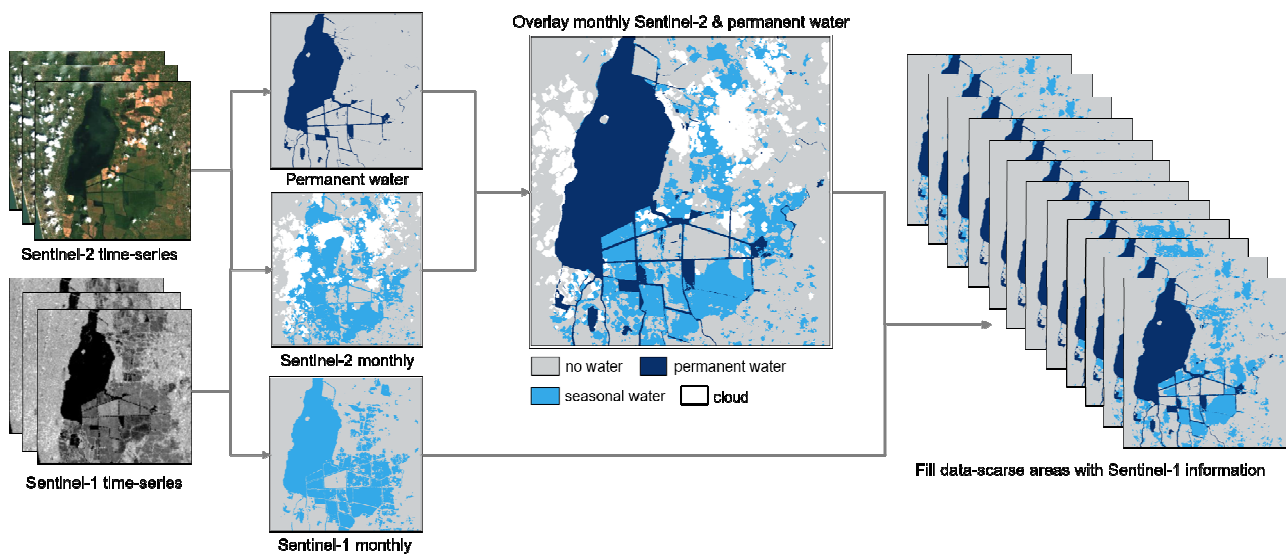 Overlay monthly Sentinel-2 & permanent water
Permanent water
Sentinel-2 time-series
Sentinel-2 monthly
no water
permanent water
seasonal water
cloud
Sentinel-1 time-series
Fill data-scarse areas with Sentinel-1 information
Sentinel-1 monthly